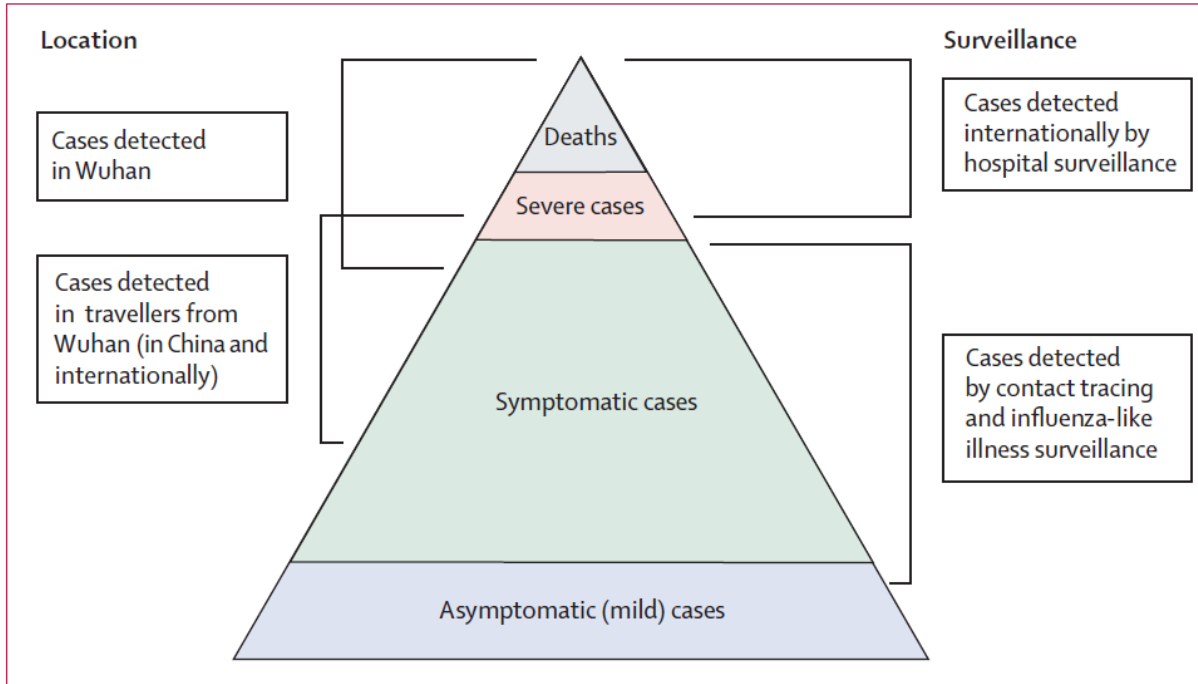 Location
Cases detected
in Wuhan
Cases detected
in travellers from
Wuhan (in China and
internationally)
Deaths
Severe cases
Symptomatic cases
Asymptomatic (mild) cases
Surveillance
Cases detected
internationally by
hospital surveillance
Cases detected
by contact tracing
and influenza-like
illness surveillance